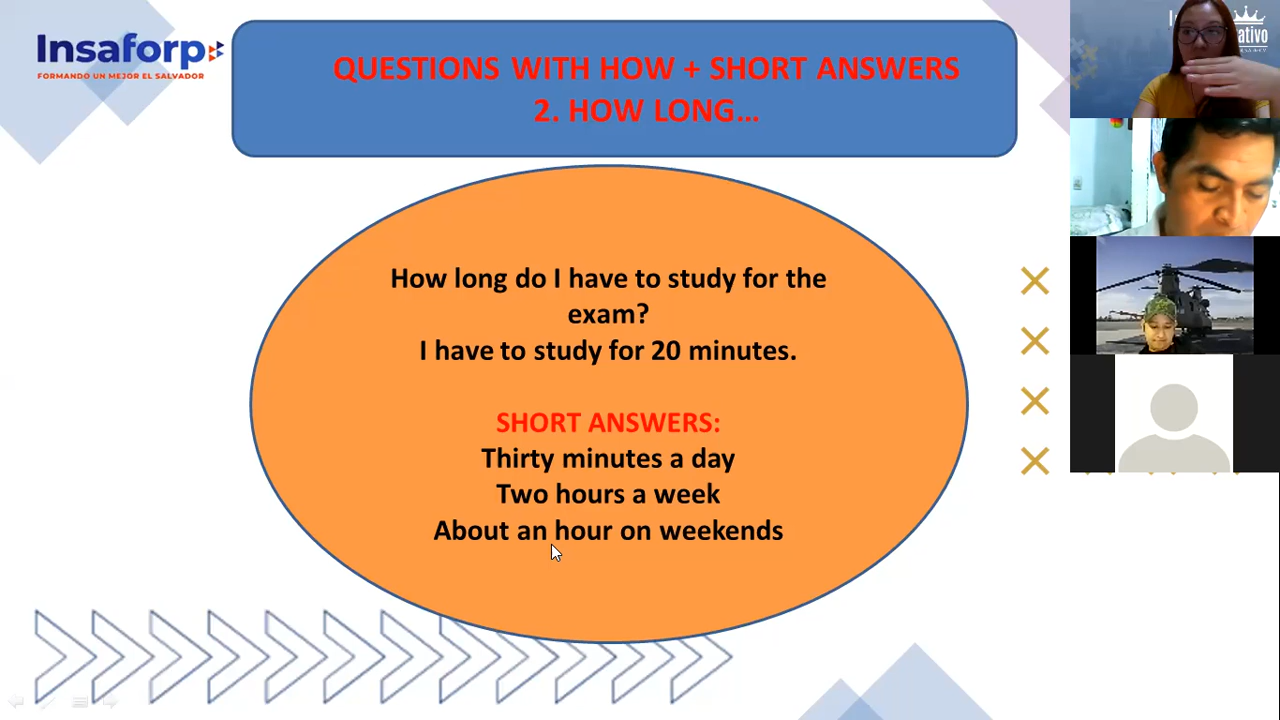 Insaforp
FORMANDO UN MEJOR EL SALVADOR
QUESTIONS WITH HOW + SHORT ANSWERS
2. HOW LONG...
How long do I have to study for the
exam?
I have to study for 20 minutes.
SHORT ANSWERS:
Thirty minutes a day
Two hours a week
About an hour on weekends